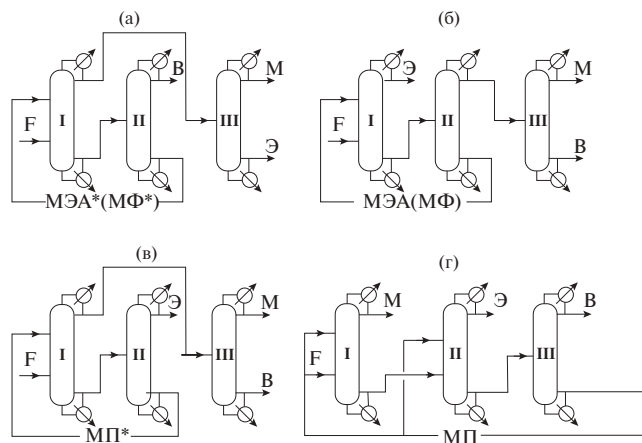 (а)
В
М
F
I
II
III
Э
МЭА*(МФ*)
(б)
Э
М
F
I
II
III
В
МЭА(МФ)
(в)
Э
М
F
I
II
III
В
МП*
(г)
М
Э
В
F
I
II
III
МП